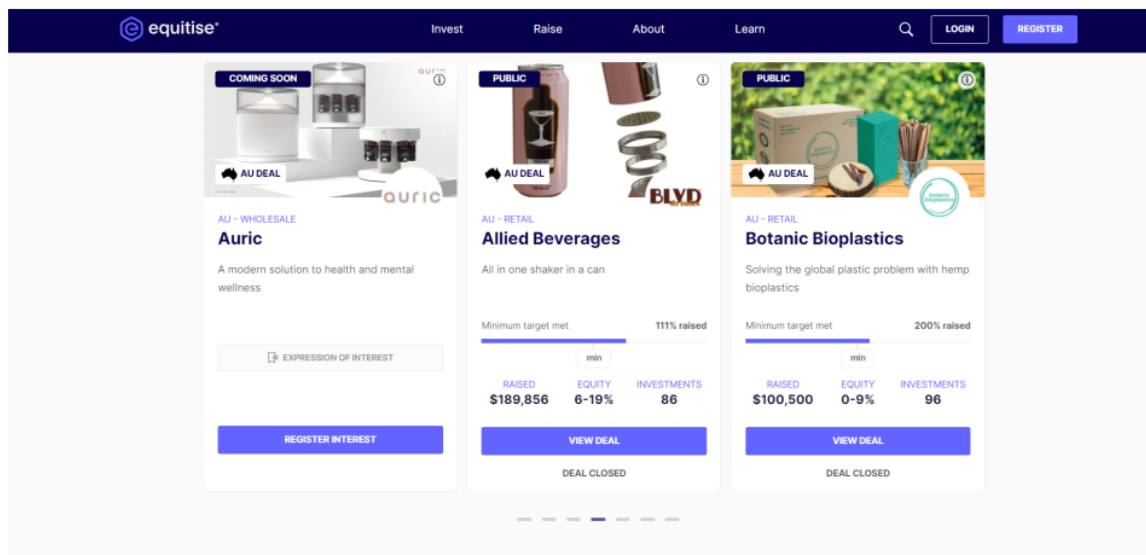 equitise
Invest
Raise
About
Learn
LOGIN
REGISTER
COMING SOON
auric
AU DEAL
auric
AU - WHOLESALE
Auric
A modern solution to health and mental
wellness
EXPRESSION OF INTEREST
REGISTER INTEREST
PUBLIC
AU DEAL
BLVD
AU - RETAIL
Allied Beverages
All in one shaker in a can
Minimum target met 111% raised
min
RAISED EQUITY INVESTMENTS
$189,856 6-19% 86
VIEW DEAL
DEAL CLOSED
PUBLIC
AU DEAL
botanic
bioplastics
AU - RETAIL
Botanic Bioplastics
Solving the global plastic problem with hemp
bioplastics
Minimum target met 200% raised
min
RAISED EQUITY INVESTMENTS
$100,500 0-9% 96
VIEW DEAL
DEAL CLOSED